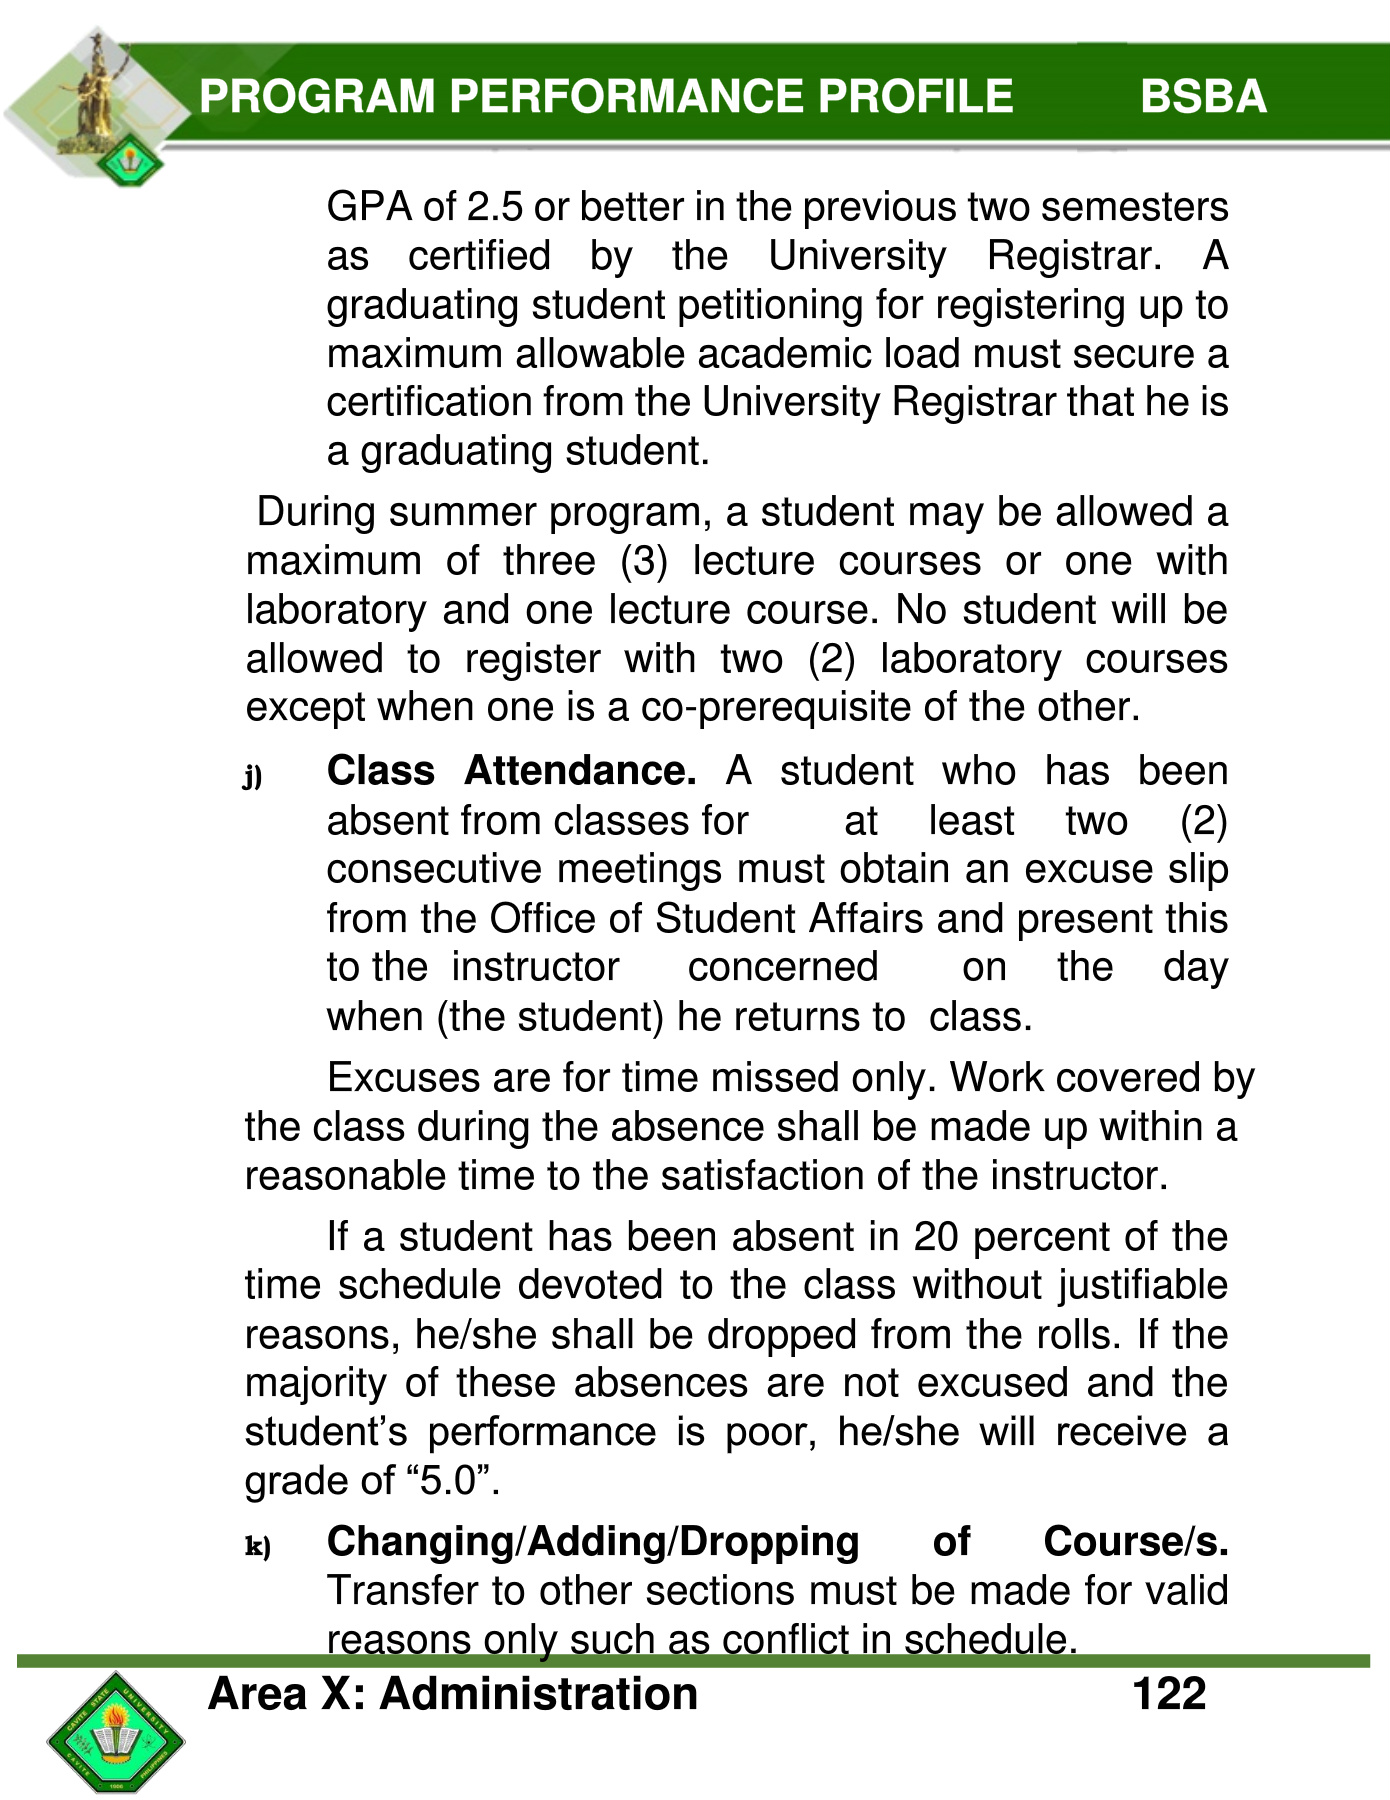 PROGRAM PERFORMANCE PROFILE BSBA
GPA of 2.5 or better in the previous two semesters
as certified by the University Registrar. A
graduating student petitioning for registering up to
maximum allowable academic load must secure a
certification from the University Registrar that he is
a graduating student.
During summer program, a student may be allowed a
maximum of three (3) lecture courses or one with
laboratory and one lecture course. No student will be
allowed to register with two (2) laboratory courses
except when one is a co-prerequisite of the other.
j) Class Attendance. A student who has been
absent from classes for at least two (2)
consecutive meetings must obtain an excuse slip
from the Office of Student Affairs and present this
to the instructor concerned on the day
when (the student) he returns to class.
Excuses are for time missed only. Work covered by
the class during the absence shall be made up within a
reasonable time to the satisfaction of the instructor.
If a student has been absent in 20 percent of the
time schedule devoted to the class without justifiable
reasons, he/she shall be dropped from the rolls. If the
majority of these absences are not excused and the
student’s performance is poor, he/she will receive a
grade of “5.0”.
k) Changing/Adding/Dropping of Course/s.
Transfer to other sections must be made for valid
reasons only such as conflict in schedule.
Area X: Administration 122
CAVITE STATE UNIVERSITY
CAVITE 1906 PHILIPPINES